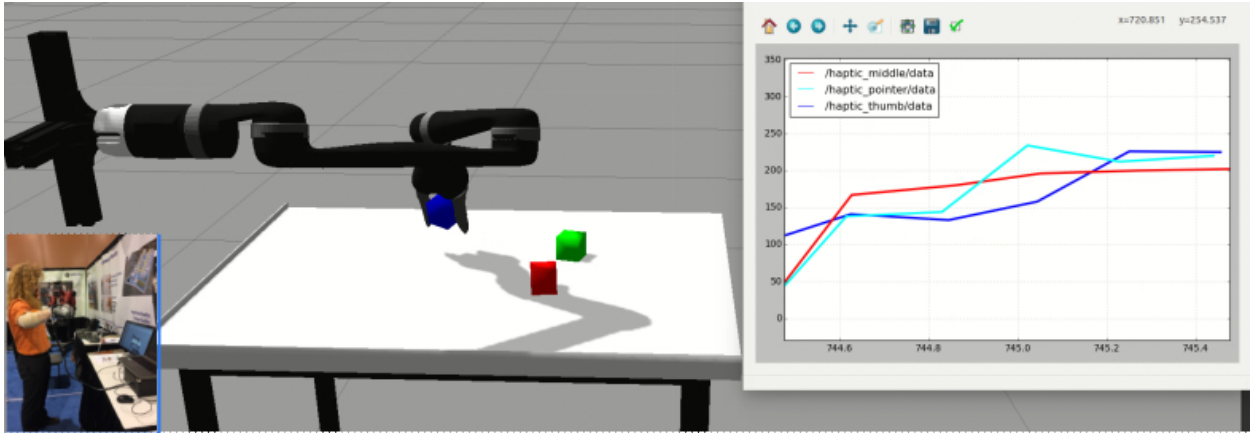 x=720.851 y=254.537
/haptic_middle/data
/haptic_pointer/data
/haptic_thumb/data
350
300
250
200
150
100
50
0
744.6 744.8 745.0 745.2 745.4